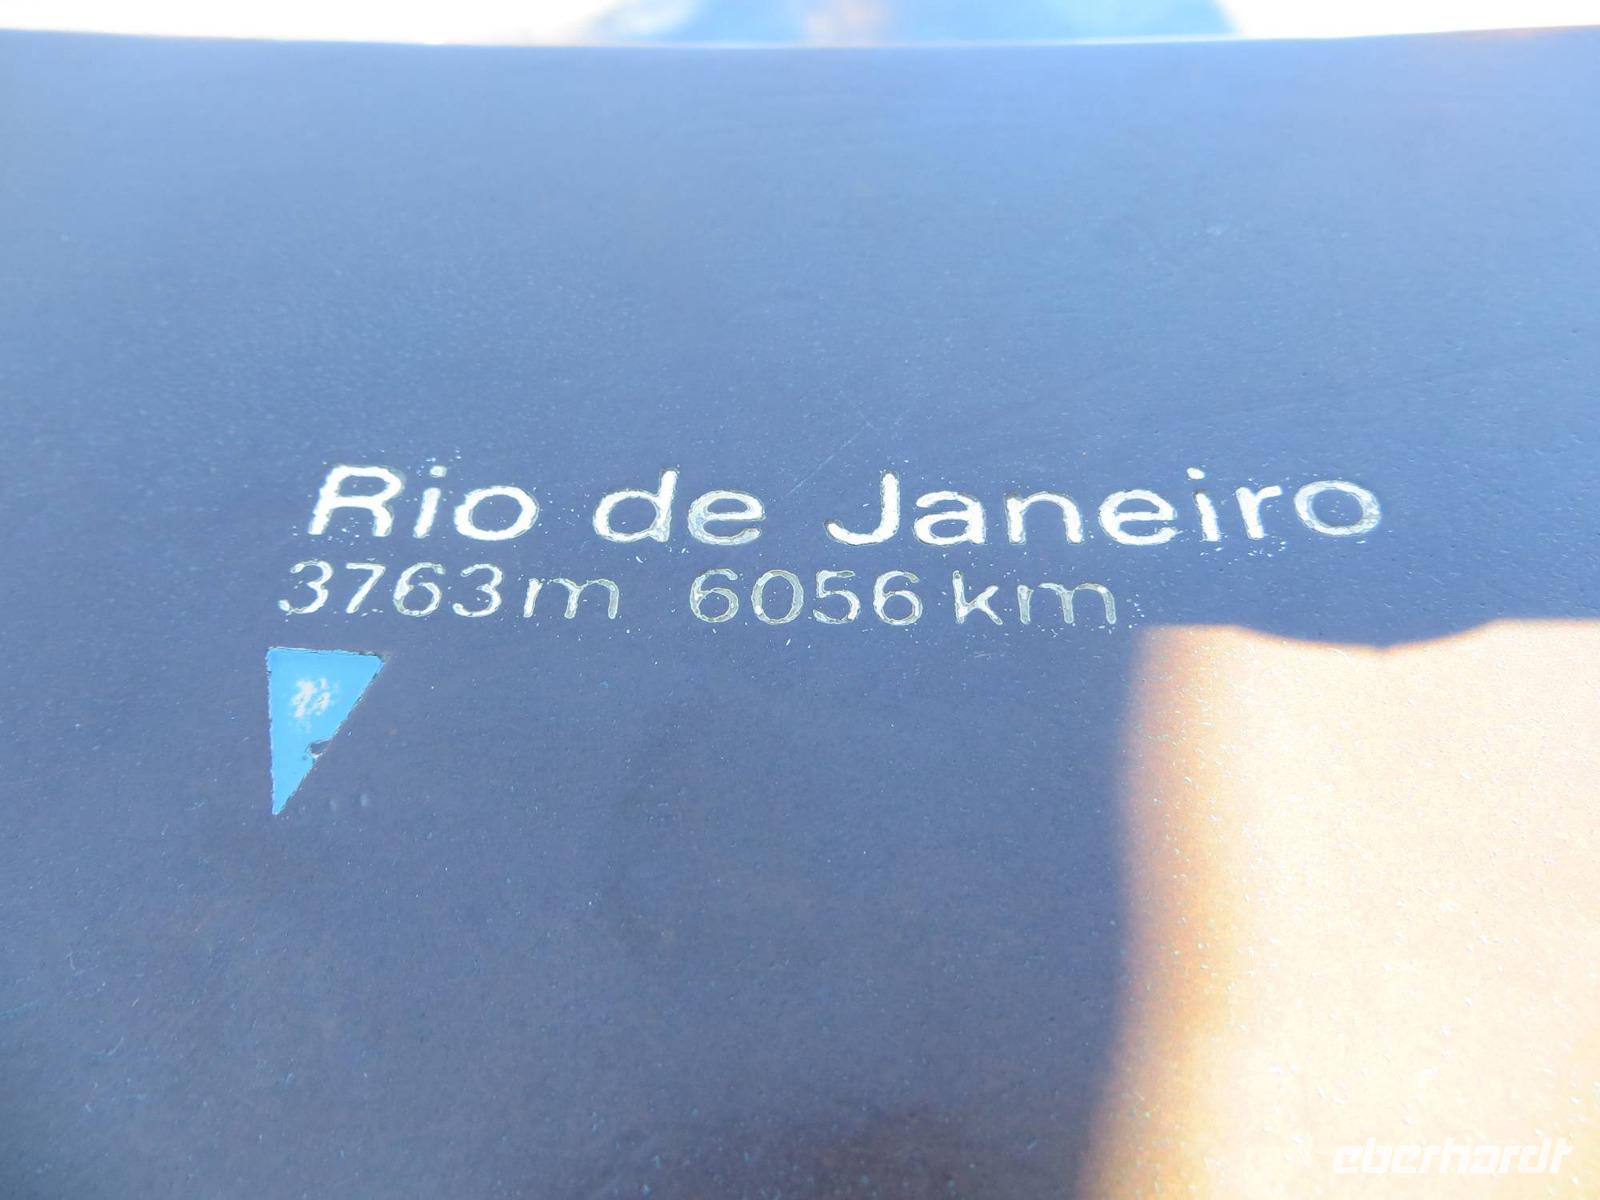 Rio de Janeiro
3763m 6056km
eberhardt